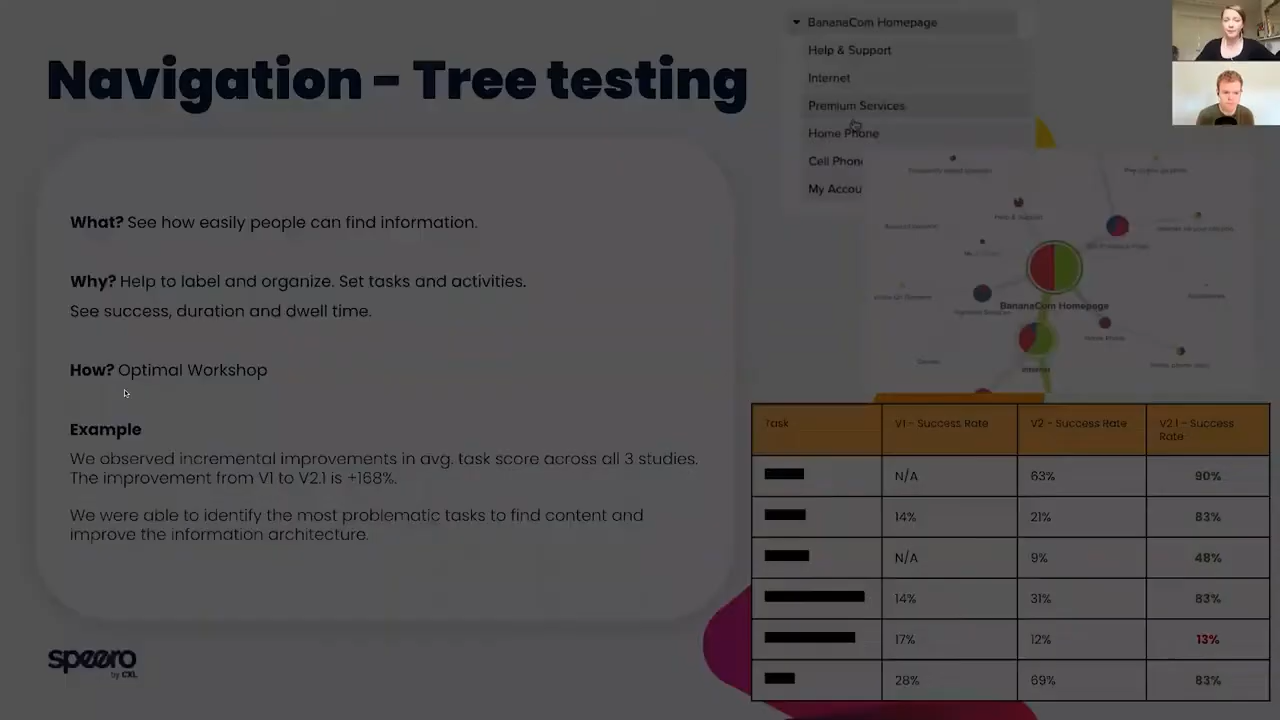 Navigation - Tree testing
What? See how easily people can find information.
Why? Help to label and organize. Set tasks and activities.
See success, duration and dwell time.
How? Optimal Workshop
Example
We observed incremental improvements in avg. task score across all 3 studies.
The improvement from V1 to V2.1 is +168%.
We were able to identify the most problematic tasks to find content and
improve the information architecture.
speero
by CXL
BananaCom Homepage
Help & Support
Internet
Premium Services
Home Phone
Cell Phon
My Accou
Help & Support
BananaCom Homepage
Home Phone
Internet
Task V1 - Success Rate V2 - Success Rate V2.1 - Success
Rate
N/A 63% 90%
14% 21% 83%
N/A 9% 48%
14% 31% 83%
17% 12% 13%
28% 69% 83%